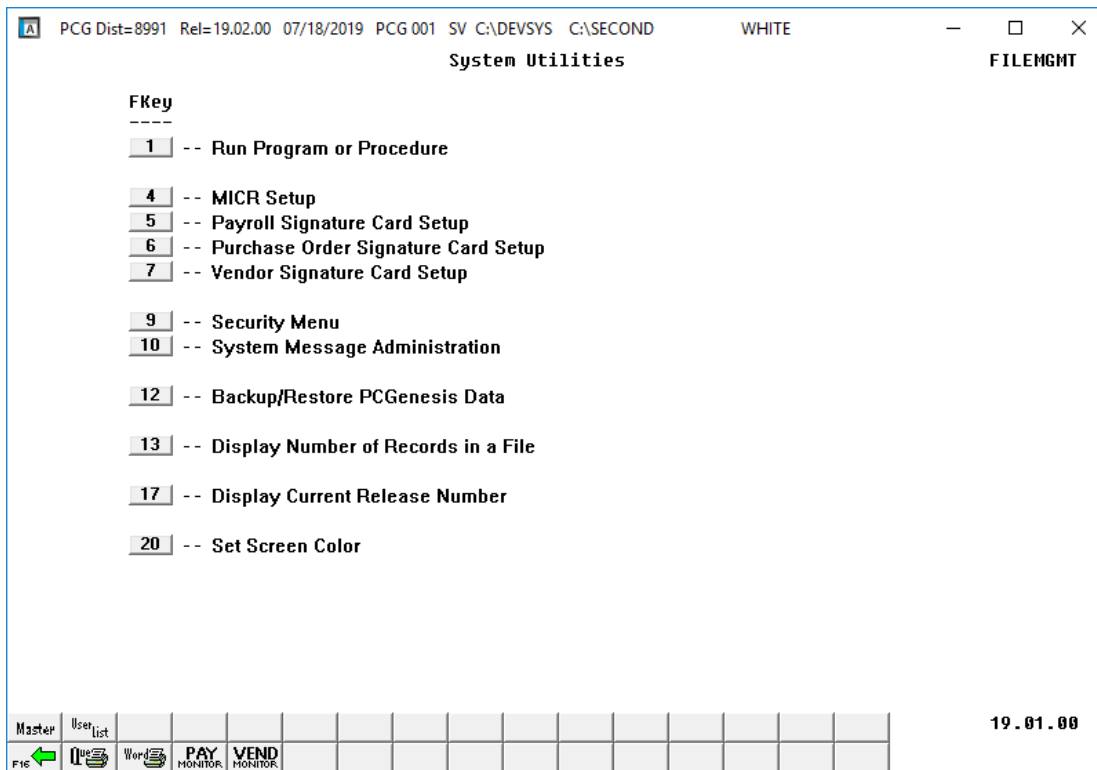 A PCG Dist=8991 Rel=19.02.00 07/18/2019 PCG 001 SV C:\DEVSYS C:\SECOND WHITE
System Utilities FILEMGMT
FKey
----
1 -- Run Program or Procedure
4 -- MICR Setup
5 -- Payroll Signature Card Setup
6 -- Purchase Order Signature Card Setup
7 -- Vendor Signature Card Setup
9 -- Security Menu
10 -- System Message Administration
12 -- Backup/Restore PCGenesis Data
13 -- Display Number of Records in a File
17 -- Display Current Release Number
20 -- Set Screen Color
Master User List 19.01.00
F16 Que Word PAY MONITOR VEND MONITOR